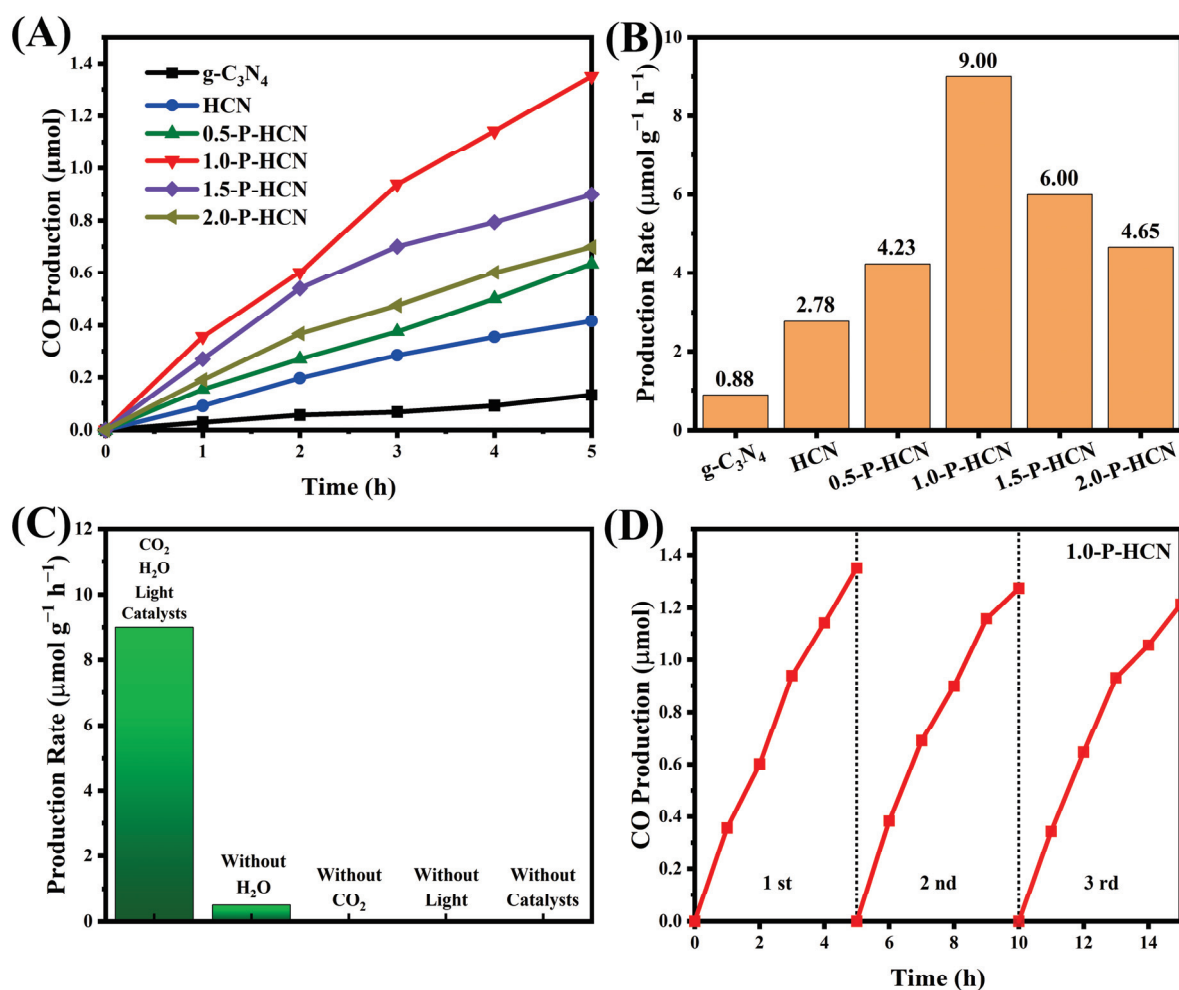 (A)
CO Production (μmol)
1.4
1.2
1.0
0.8
0.6
0.4
0.2
0.0
g-C₃N₄
HCN
0.5-P-HCN
1.0-P-HCN
1.5-P-HCN
2.0-P-HCN
0 1 2 3 4 5
Time (h)
(B)
Production Rate (μmol g⁻¹ h⁻¹)
10
8
6
4
2
0
0.88
2.78
4.23
9.00
6.00
4.65
g-C₃N₄
HCN
0.5-P-HCN
1.0-P-HCN
1.5-P-HCN
2.0-P-HCN
(C)
Production Rate (μmol g⁻¹ h⁻¹)
12
10
8
6
4
2
0
CO₂
H₂O
Light
Catalysts
Without
H₂O
Without
CO₂
Without
Light
Without
Catalysts
(D)
CO Production (μmol)
1.4
1.2
1.0
0.8
0.6
0.4
0.2
0.0
1.0-P-HCN
1 st
2 nd
3 rd
0 2 4 6 8 10 12 14
Time (h)